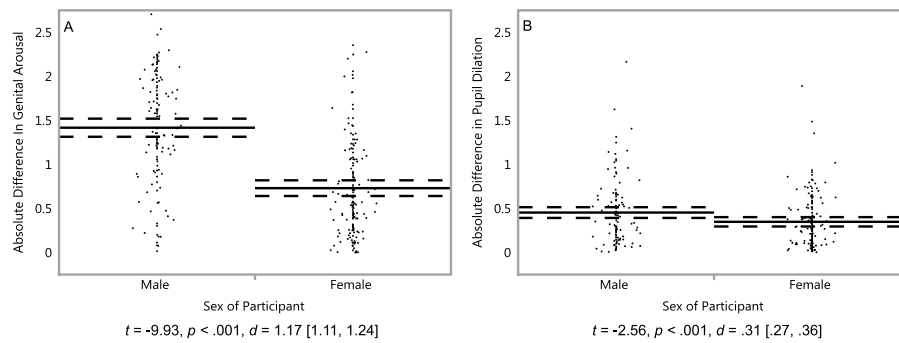 A
Absolute Difference In Genital Arousal
2.5
2
1.5
1
0.5
0
Male
Female
Sex of Participant
t = -9.93, p < .001, d = 1.17 [1.11, 1.24]
B
Absolute Difference in Pupil Dilation
2.5
2
1.5
1
0.5
0
Male
Female
Sex of Participant
t = -2.56, p < .001, d = .31 [.27, .36]